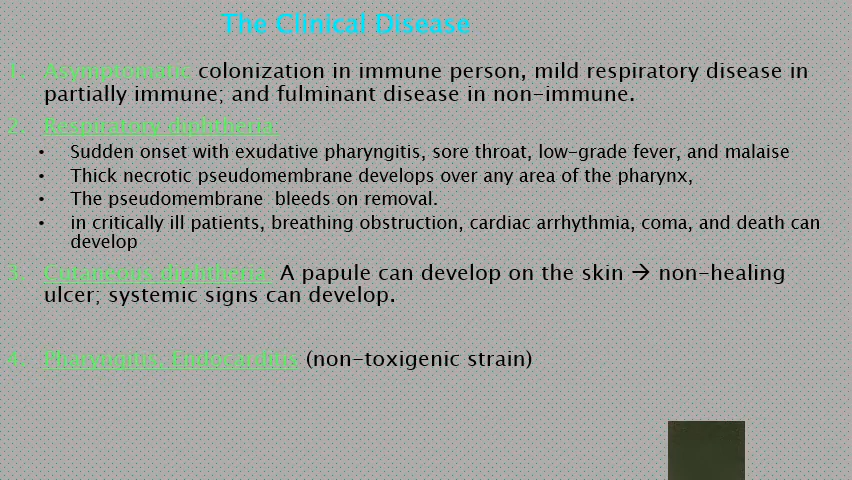 The Clinical Disease
1. Asymptomatic colonization in immune person, mild respiratory disease in
partially immune; and fulminant disease in non-immune.
2. Respiratory diphtheria:
• Sudden onset with exudative pharyngitis, sore throat, low-grade fever, and malaise
• Thick necrotic pseudomembrane develops over any area of the pharynx,
• The pseudomembrane bleeds on removal.
• in critically ill patients, breathing obstruction, cardiac arrhythmia, coma, and death can
develop
3. Cutaneous diphtheria: A papule can develop on the skin → non-healing
ulcer; systemic signs can develop.
4. Pharyngitis, Endocarditis (non-toxigenic strain)